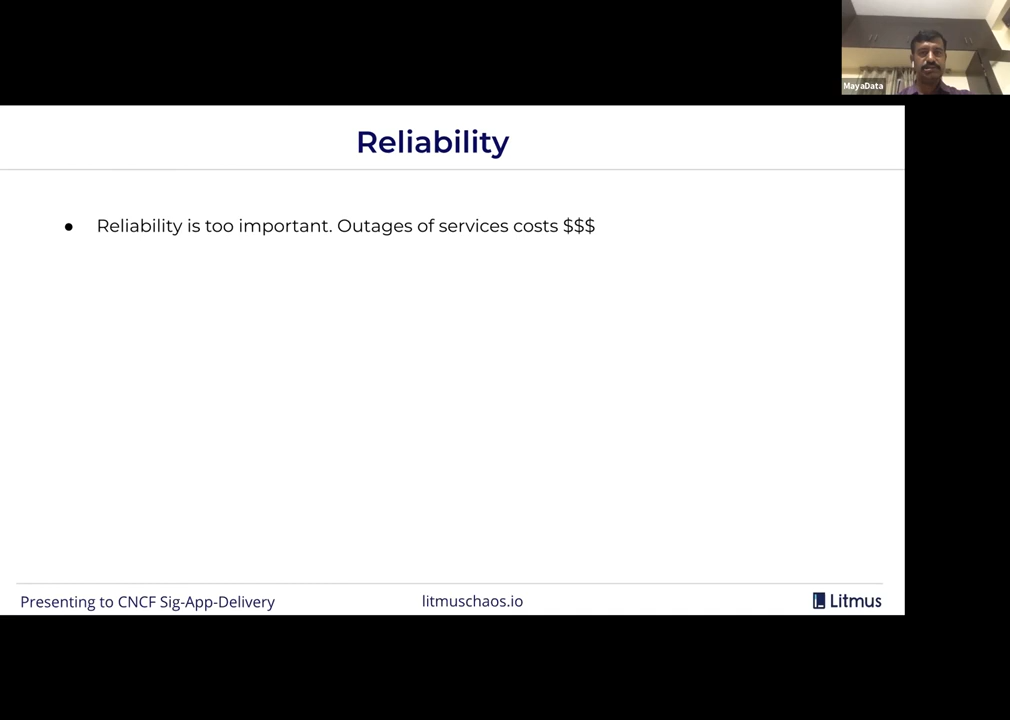 MayaData
Reliability
● Reliability is too important. Outages of services costs $$$
Presenting to CNCF Sig-App-Delivery
litmuschaos.io
Litmus